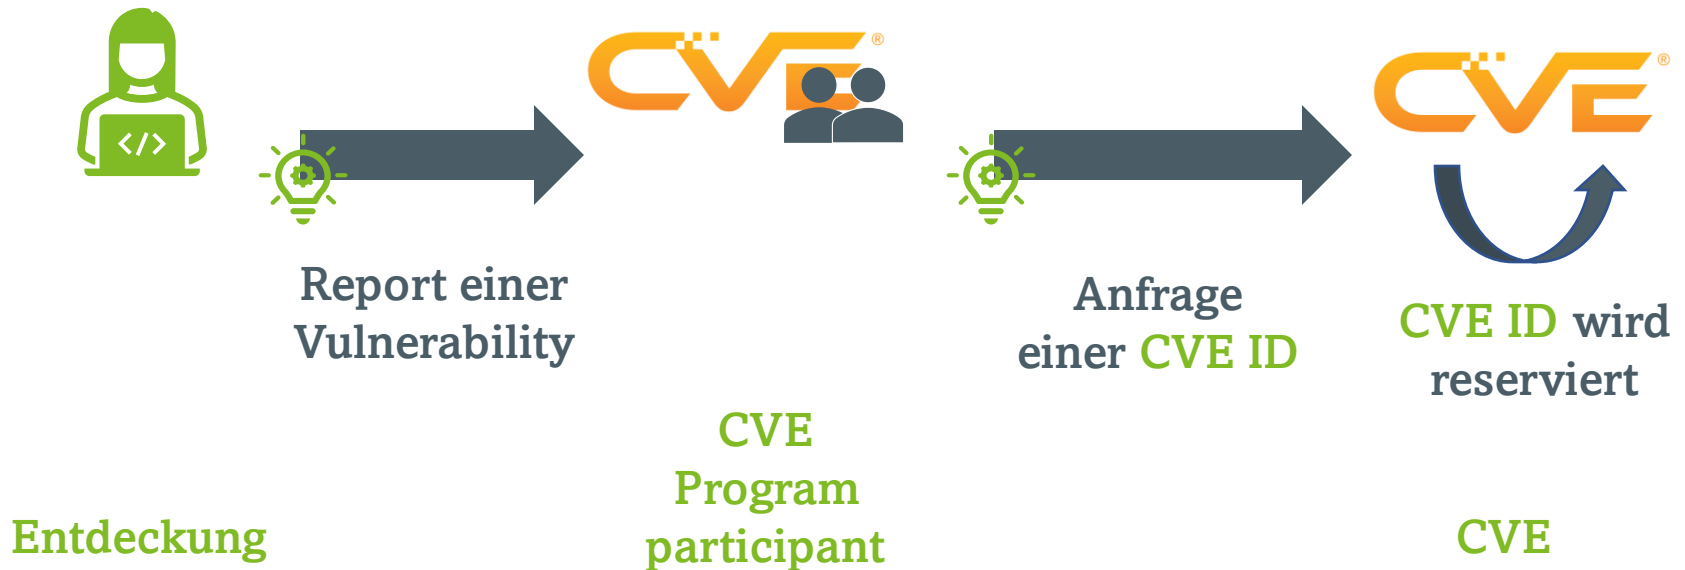 CVE®
CVE®
</>
Report einer
Vulnerability
Anfrage
einer CVE ID
CVE ID wird
reserviert
CVE
Program
participant
Entdeckung
CVE